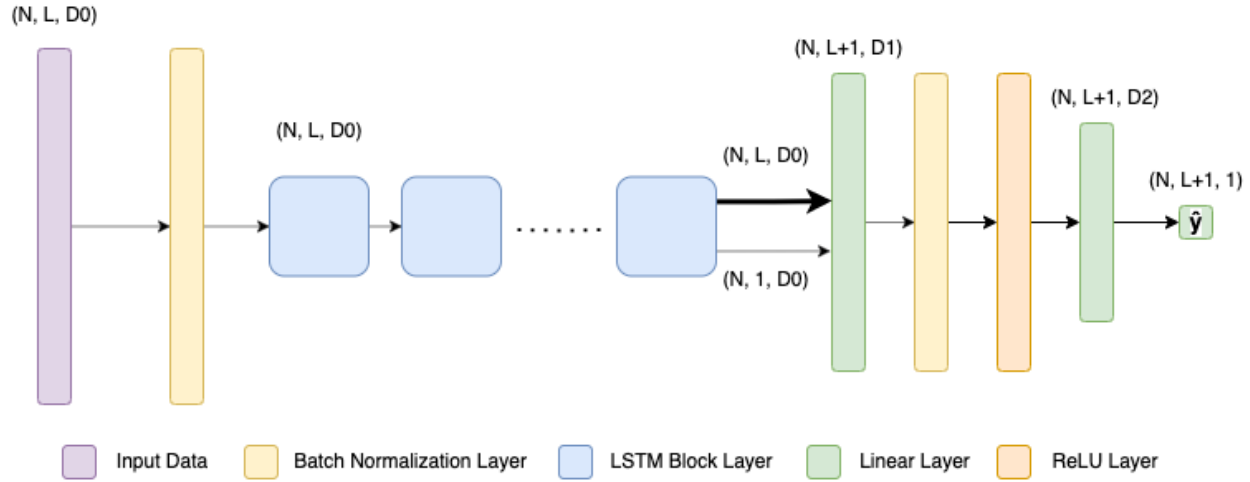 (N, L, D0)
(N, L, D0)
(N, L, D0)
(N, 1, D0)
(N, L+1, D1)
(N, L+1, D2)
(N, L+1, 1)
ŷ
Input Data
Batch Normalization Layer
LSTM Block Layer
Linear Layer
ReLU Layer